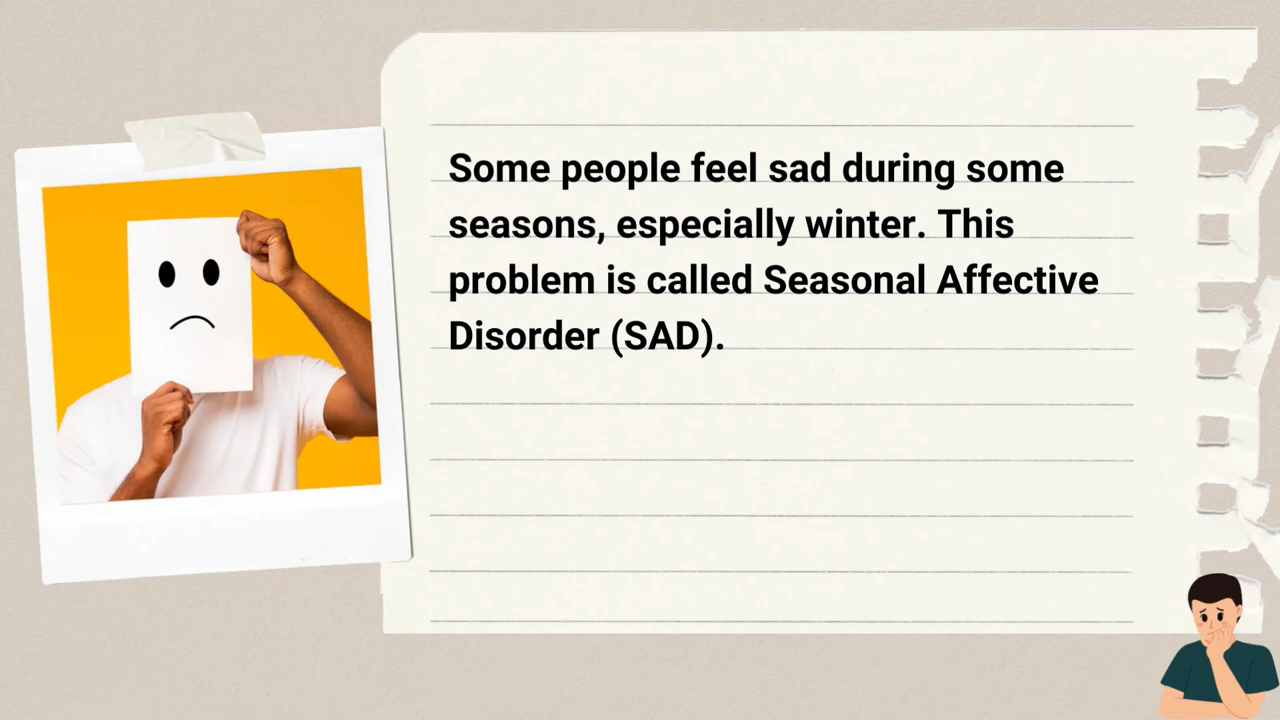 Some people feel sad during some
seasons, especially winter. This
problem is called Seasonal Affective
Disorder (SAD).